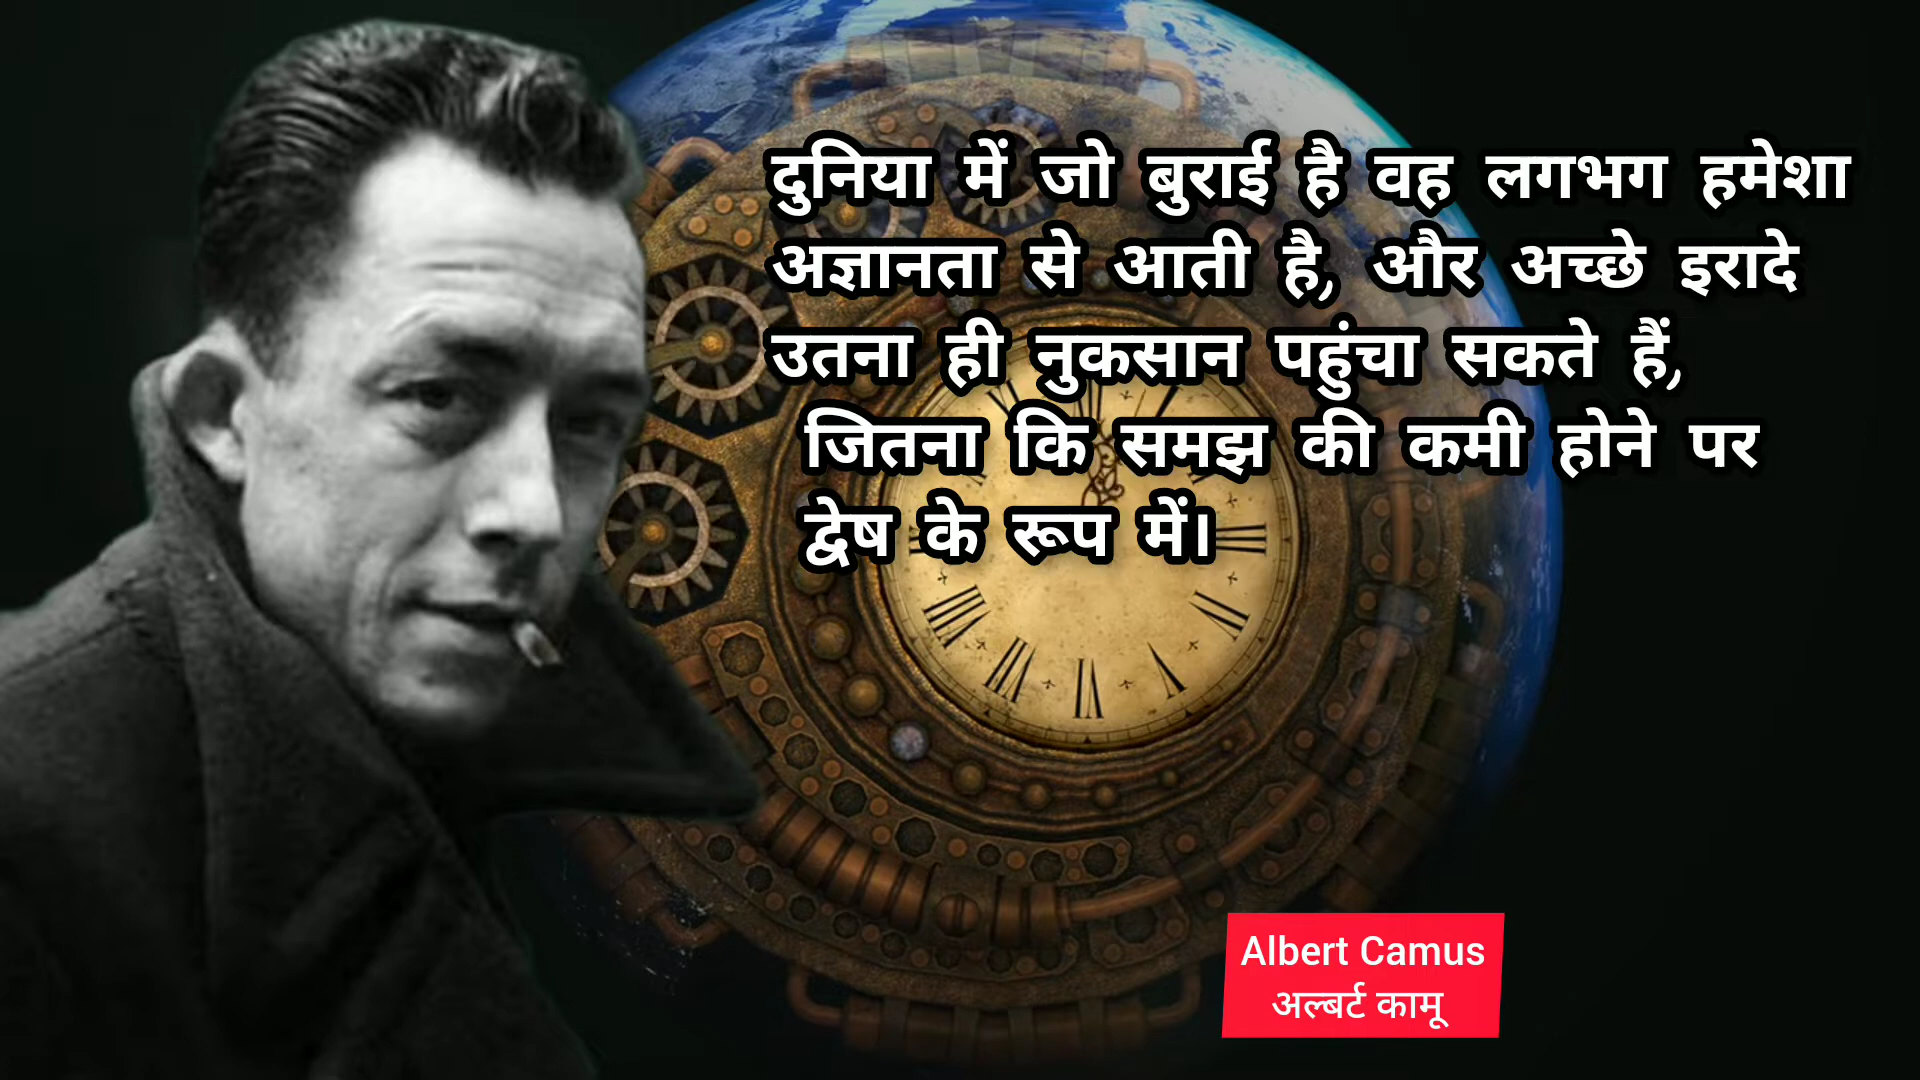 दुनिया में जो बुराई है वह लगभग हमेशा
अज्ञानता से आती है, और अच्छे इरादे
उतना ही नुकसान पहुंचा सकते हैं,
जितना कि समझ की कमी होने पर
द्वेष के रूप में।
Albert Camus
अल्बर्ट कामू